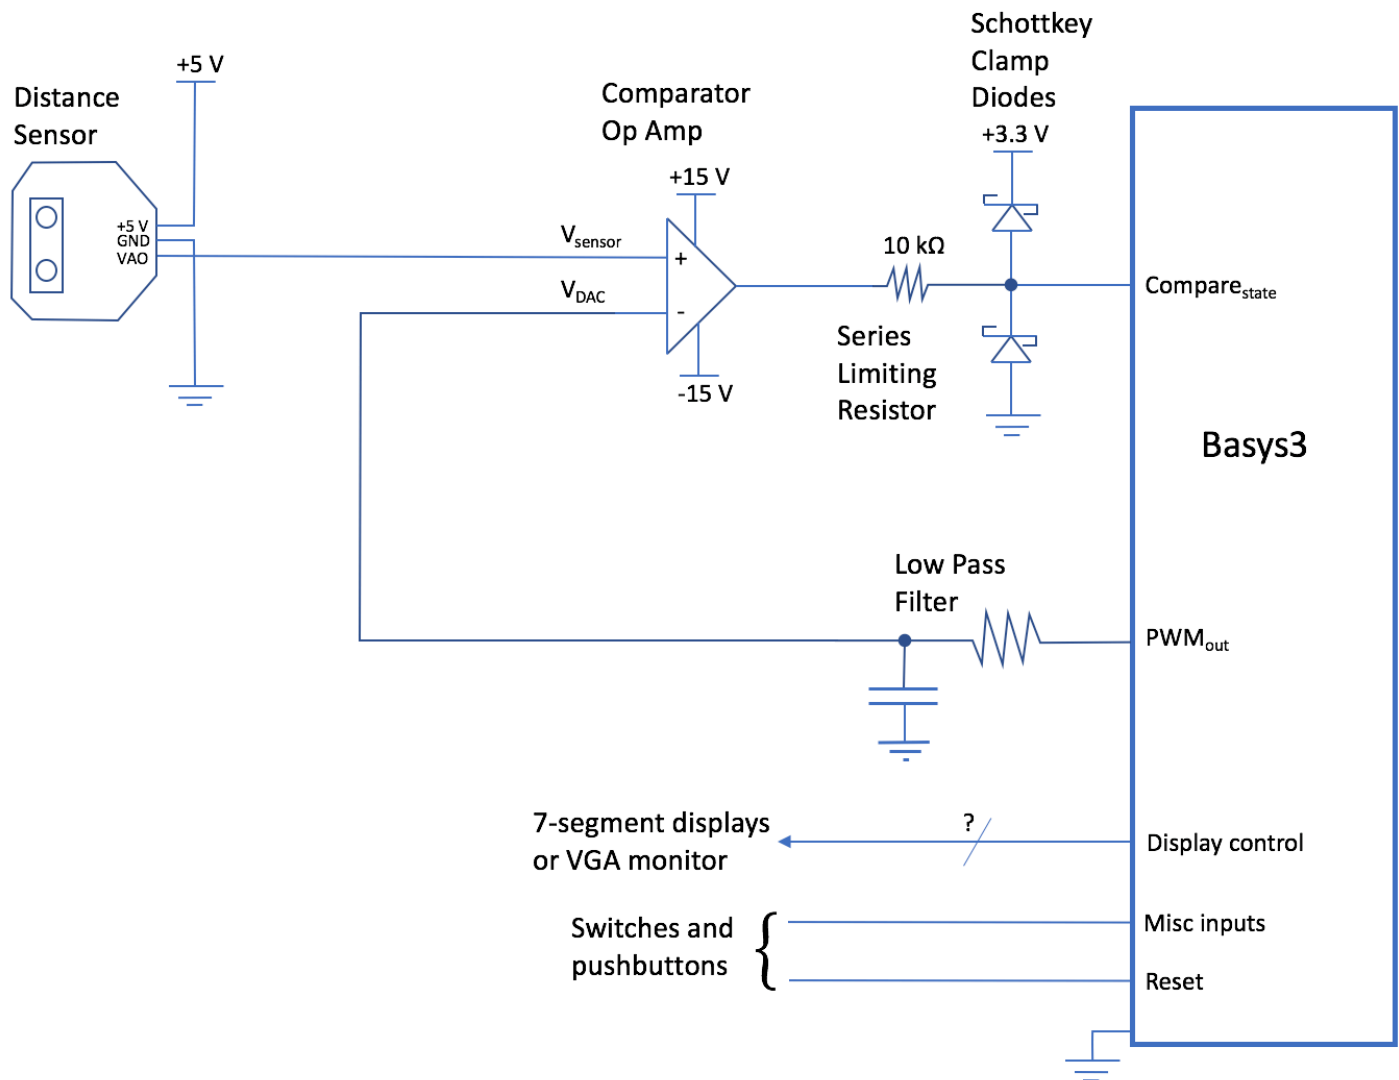 Schottkey
Clamp
Diodes
+3.3 V
+5 V
Distance
Sensor
+5 V
GND
VAO
Comparator
Op Amp
+15 V
Vsensor
+
VDAC
-
-15 V
10 kΩ
Series
Limiting
Resistor
Comparestate
Basys3
Low Pass
Filter
PWMout
7-segment displays
or VGA monitor
?
Display control
Switches and
pushbuttons
{
Misc inputs
Reset